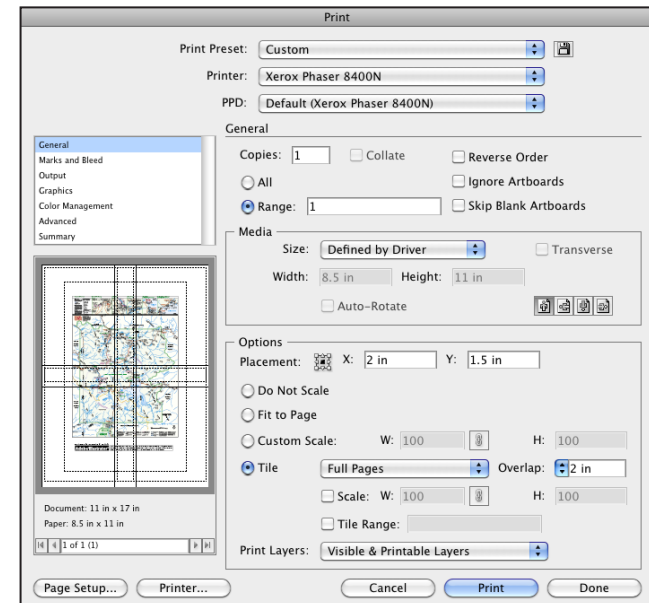 Print
Print Preset: Custom
Printer: Xerox Phaser 8400N
PPD: Default (Xerox Phaser 8400N)
General
Marks and Bleed
Output
Graphics
Color Management
Advanced
Summary
General
Copies: 1 Collate Reverse Order
All Ignore Artboards
Range: 1 Skip Blank Artboards
Media
Size: Defined by Driver Transverse
Width: 8.5 in Height: 11 in
Auto-Rotate
Options
Placement: X: 2 in Y: 1.5 in
Do Not Scale
Fit to Page
Custom Scale: W: 100 H: 100
Tile Full Pages Overlap: 2 in
Scale: W: 100 H: 100
Tile Range:
Print Layers: Visible & Printable Layers
Document: 11 in x 17 in
Paper: 8.5 in x 11 in
1 of 1 (1)
Page Setup... Printer... Cancel Print Done